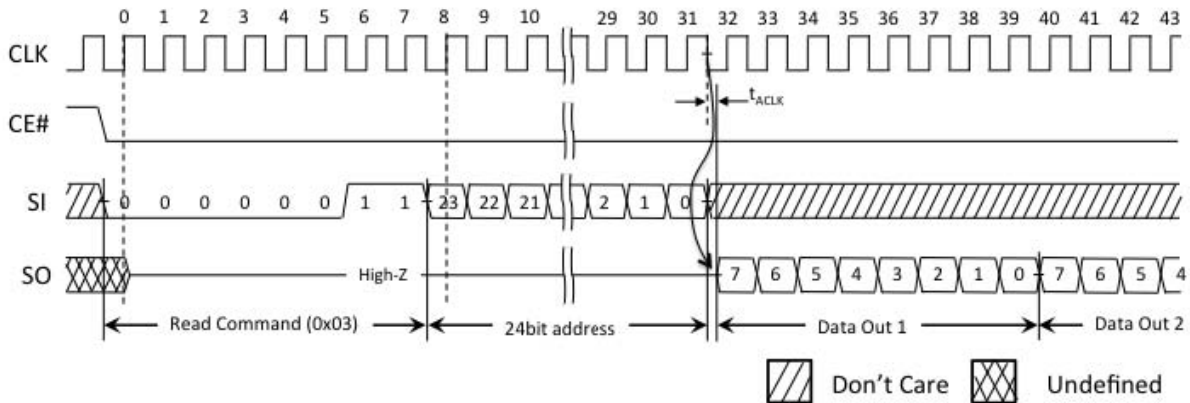 0 1 2 3 4 5 6 7 8 9 10 29 30 31 32 33 34 35 36 37 38 39 40 41 42 43
CLK
tACLK
CE#
SI 0 0 0 0 0 0 1 1 23 22 21 2 1 0
SO High-Z 7 6 5 4 3 2 1 0 7 6 5 4
Read Command (0x03) 24bit address Data Out 1 Data Out 2
Don't Care Undefined